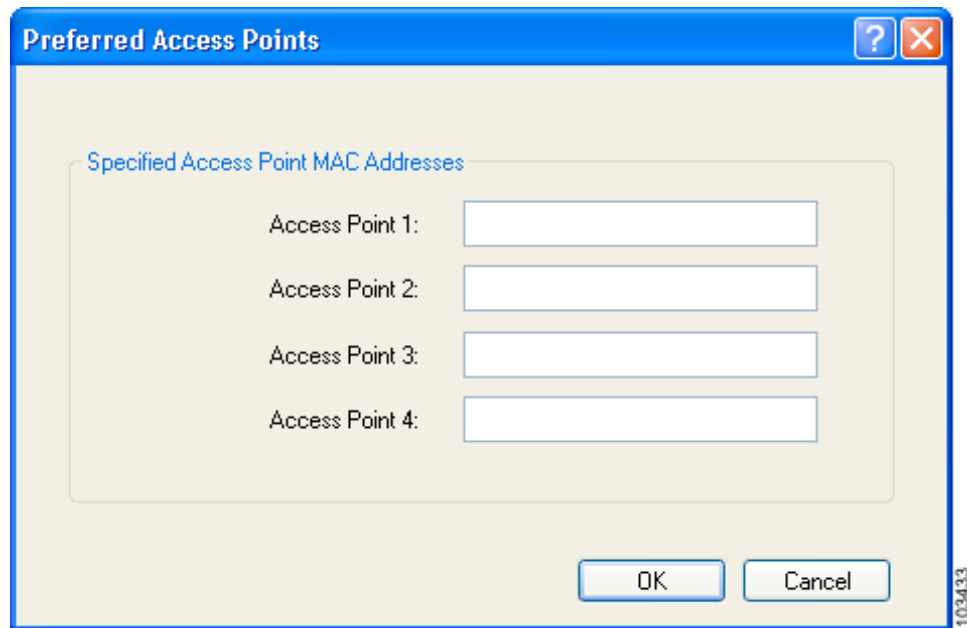 Preferred Access Points
?
Specified Access Point MAC Addresses
Access Point 1:
Access Point 2:
Access Point 3:
Access Point 4:
OK
Cancel
103433